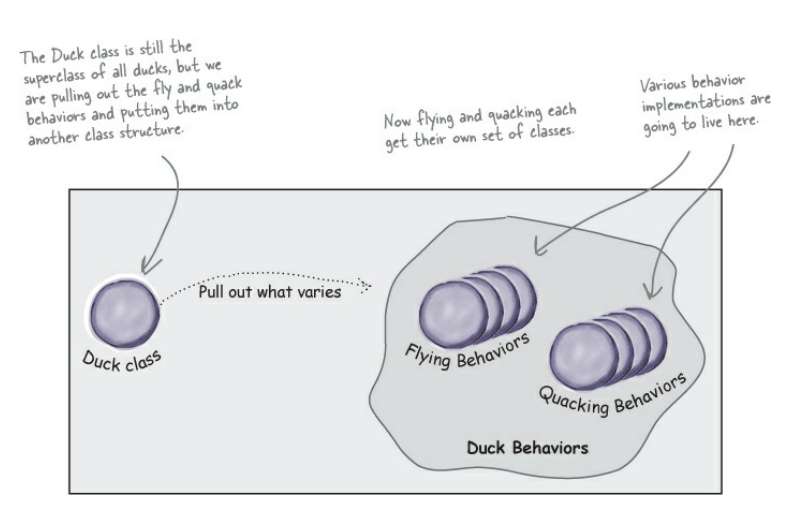 The Duck class is still the
superclass of all ducks, but we
are pulling out the fly and quack
behaviors and putting them into
another class structure.
Now flying and quacking each
get their own set of classes.
Various behavior
implementations are
going to live here.
Pull out what varies
Duck class
Flying Behaviors
Quacking Behaviors
Duck Behaviors